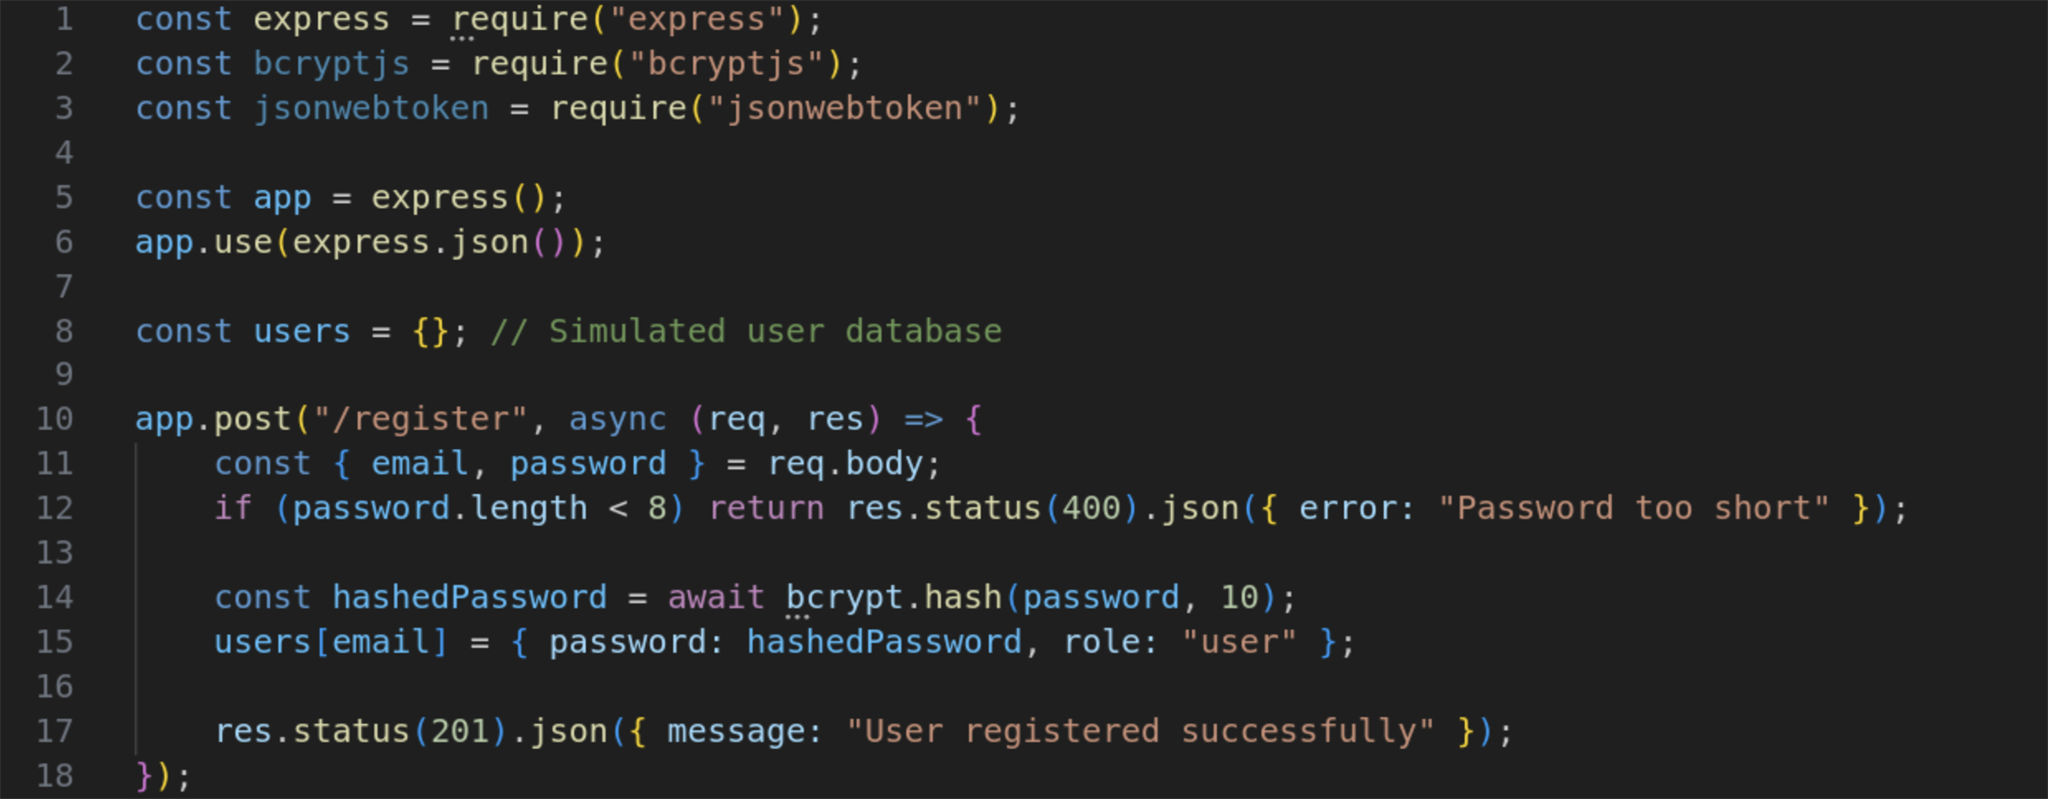 1 const express = require("express");
2 const bcryptjs = require("bcryptjs");
3 const jsonwebtoken = require("jsonwebtoken");
4
5 const app = express();
6 app.use(express.json());
7
8 const users = {}; // Simulated user database
9
10 app.post("/register", async (req, res) => {
11     const { email, password } = req.body;
12     if (password.length < 8) return res.status(400).json({ error: "Password too short" });
13
14     const hashedPassword = await bcrypt.hash(password, 10);
15     users[email] = { password: hashedPassword, role: "user" };
16
17     res.status(201).json({ message: "User registered successfully" });
18 });